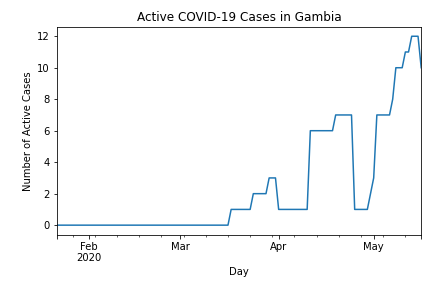 Active COVID-19 Cases in Gambia
12
10
8
6
4
2
0
Number of Active Cases
Feb
2020
Mar
Apr
May
Day